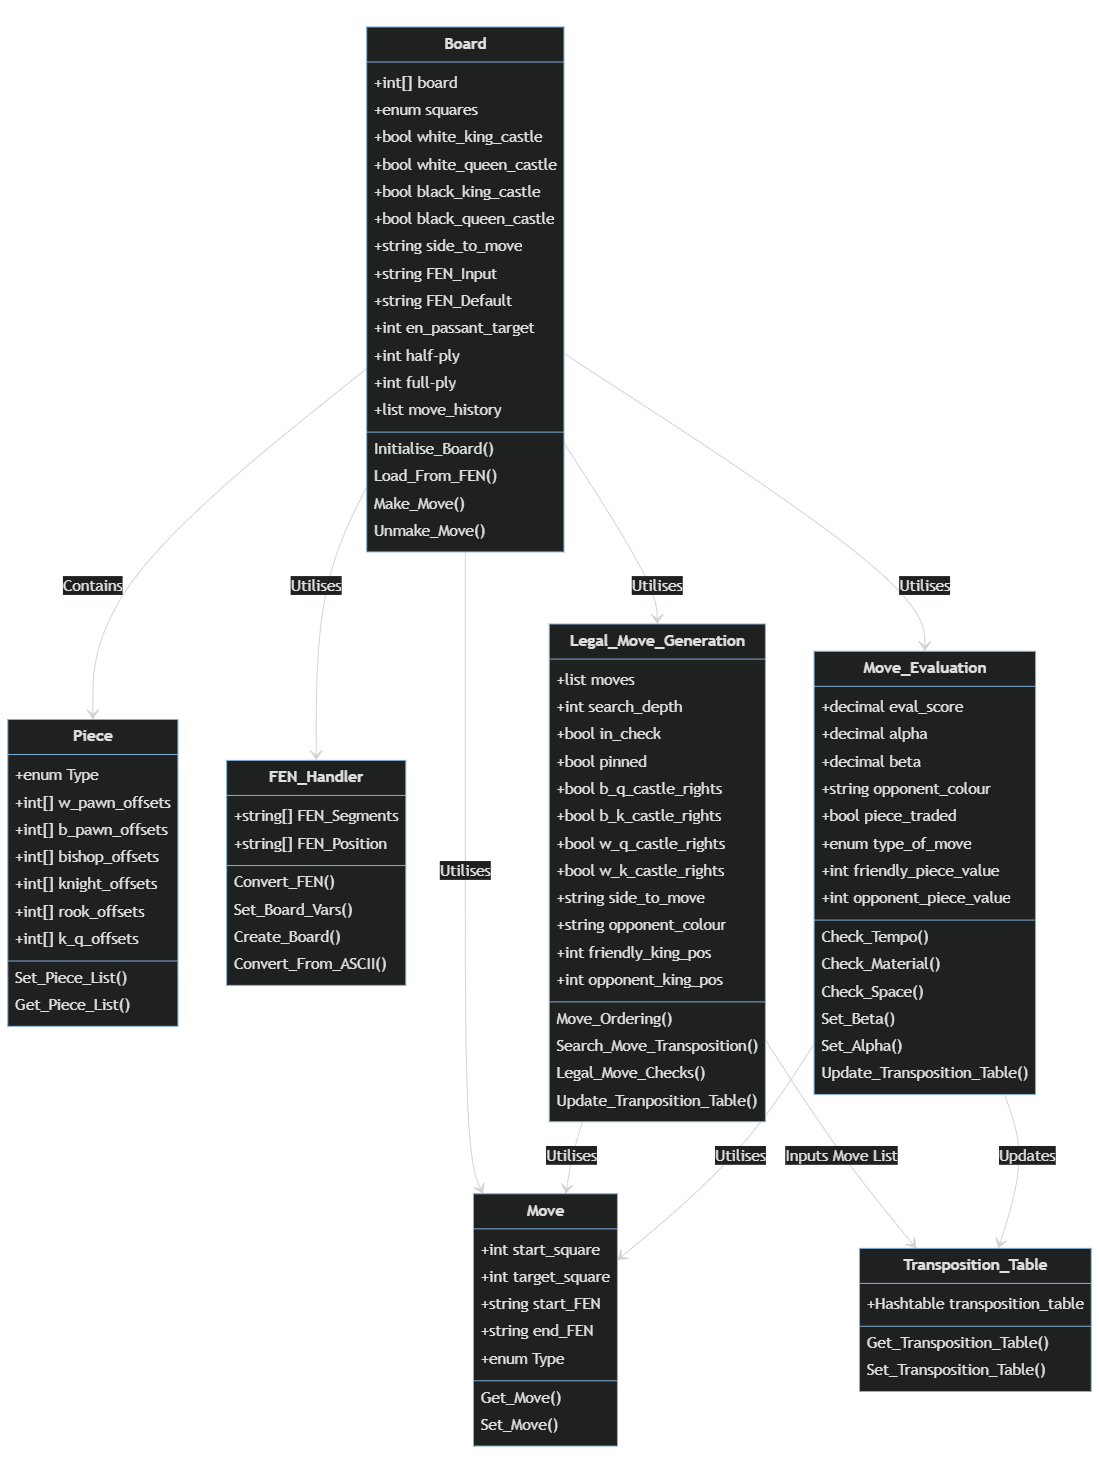 Board
+int[] board
+enum squares
+bool white_king_castle
+bool white_queen_castle
+bool black_king_castle
+bool black_queen_castle
+string side_to_move
+string FEN_Input
+string FEN_Default
+int en_passant_target
+int half-ply
+int full-ply
+list move_history
Initialise_Board()
Load_From_FEN()
Make_Move()
Unmake_Move()
Contains
Utilises
Utilises
Utilises
Utilises
Piece
+enum Type
+int[] w_pawn_offsets
+int[] b_pawn_offsets
+int[] bishop_offsets
+int[] knight_offsets
+int[] rook_offsets
+int[] k_q_offsets
Set_Piece_List()
Get_Piece_List()
FEN_Handler
+string[] FEN_Segments
+string[] FEN_Position
Convert_FEN()
Set_Board_Vars()
Create_Board()
Convert_From_ASCII()
Legal_Move_Generation
+list moves
+int search_depth
+bool in_check
+bool pinned
+bool b_q_castle_rights
+bool b_k_castle_rights
+bool w_q_castle_rights
+bool w_k_castle_rights
+string side_to_move
+string opponent_colour
+int friendly_king_pos
+int opponent_king_pos
Move_Ordering()
Search_Move_Transposition()
Legal_Move_Checks()
Update_Tranposition_Table()
Move_Evaluation
+decimal eval_score
+decimal alpha
+decimal beta
+string opponent_colour
+bool piece_traded
+enum type_of_move
+int friendly_piece_value
+int opponent_piece_value
Check_Tempo()
Check_Material()
Check_Space()
Set_Beta()
Set_Alpha()
Update_Transposition_Table()
Utilises
Utilises
Inputs Move List
Updates
Move
+int start_square
+int target_square
+string start_FEN
+string end_FEN
+enum Type
Get_Move()
Set_Move()
Transposition_Table
+Hashtable transposition_table
Get_Transposition_Table()
Set_Transposition_Table()